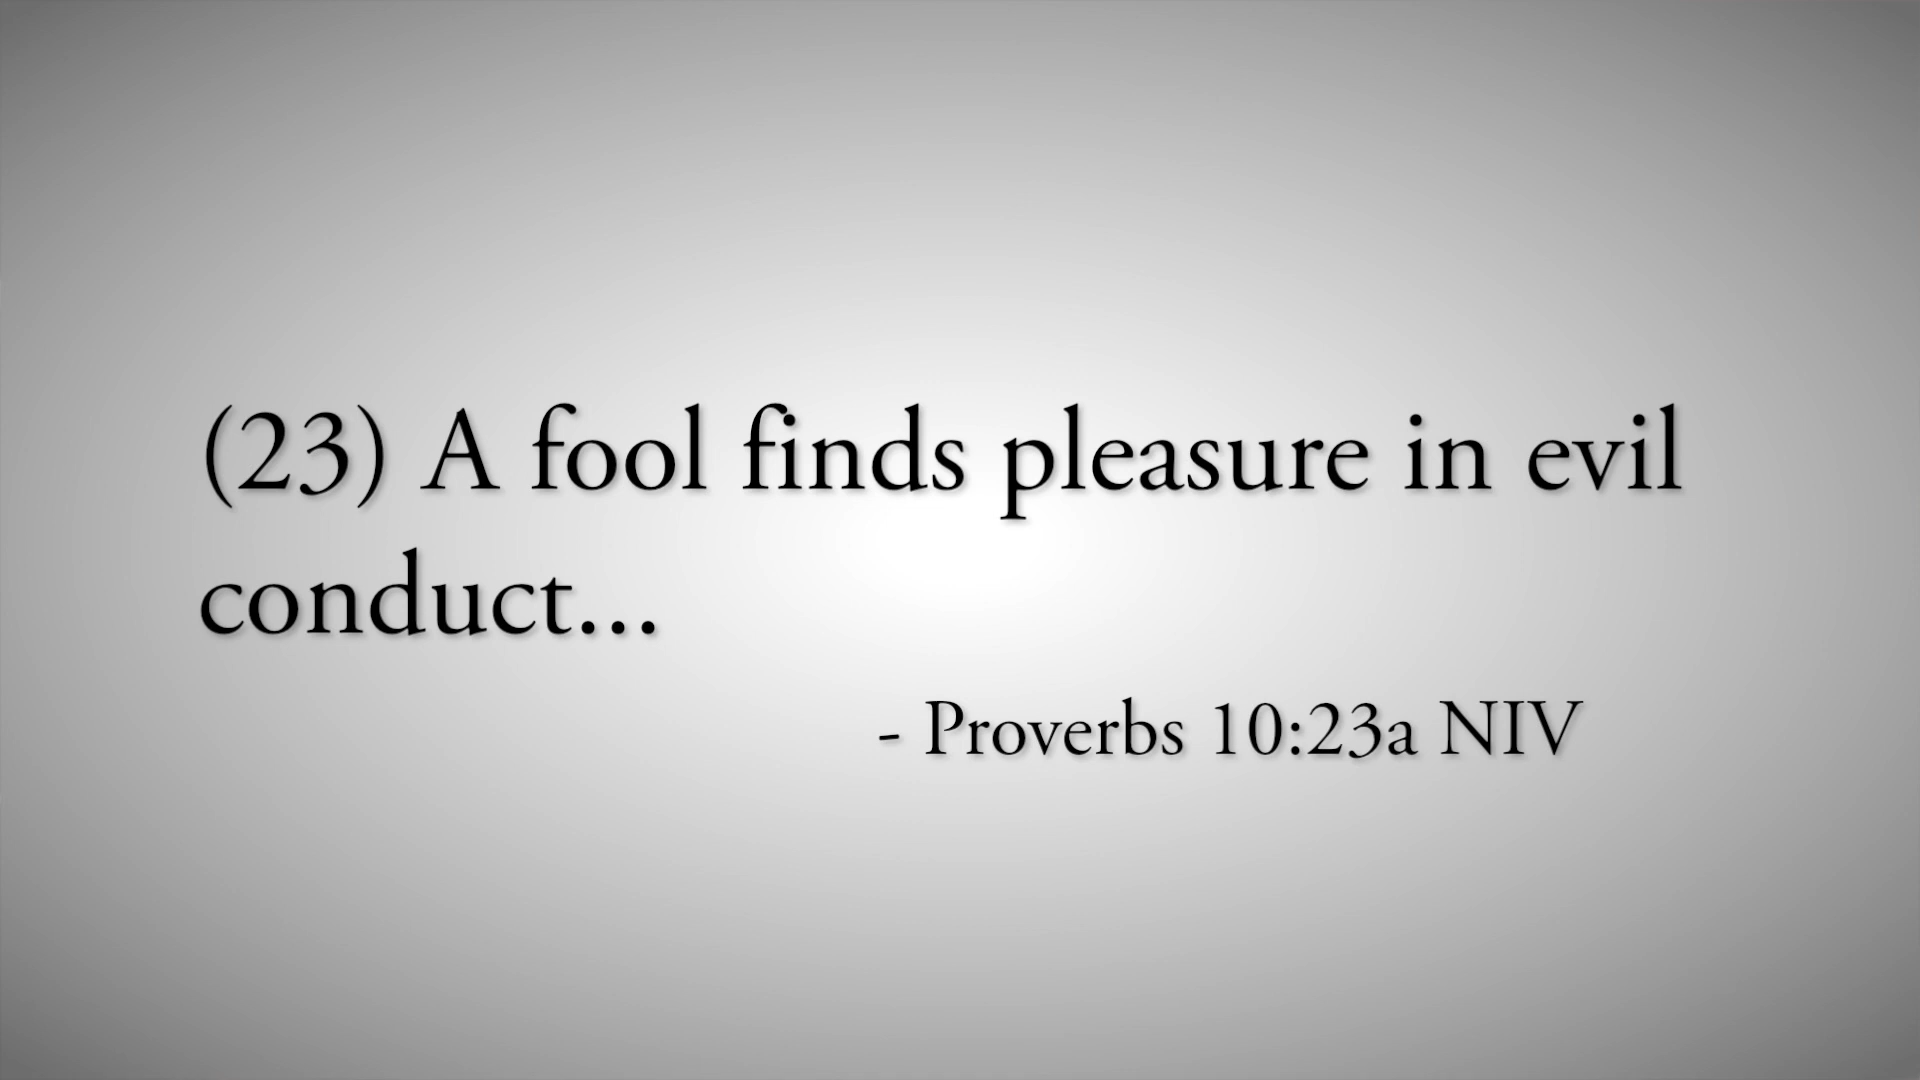 (23) A fool finds pleasure in evil
conduct...
- Proverbs 10:23a NIV